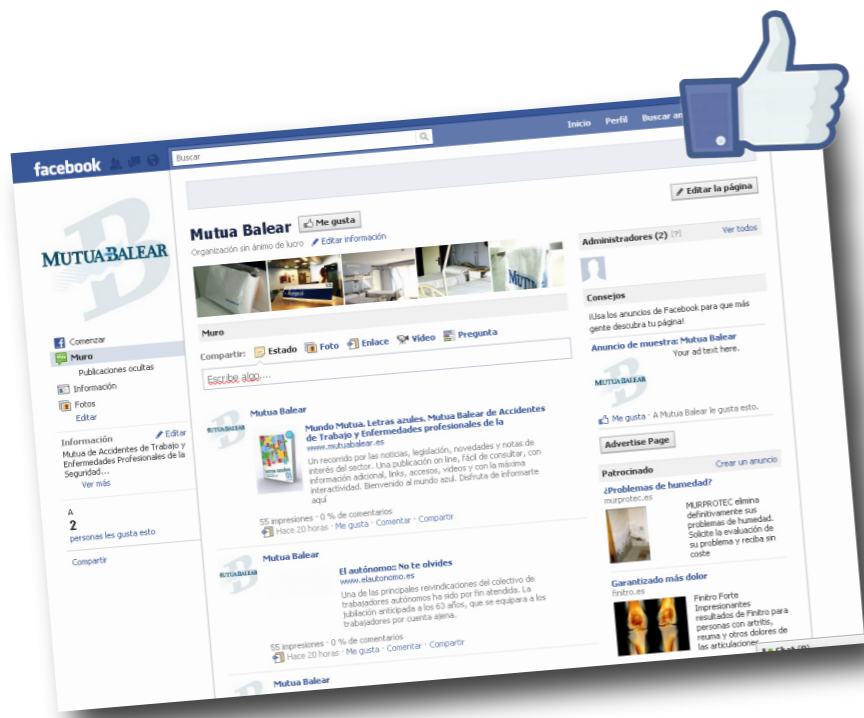 facebook
Buscar
Inicio Perfil Buscar
MUTUA BALEAR
Comenzar
Muro
Publicaciones ocultas
Información
Fotos
Editar
Información Editar
Mutua de Accidentes de Trabajo y
Enfermedades Profesionales de la
Seguridad...
Ver más
A
2
personas les gusta esto
Compartir
Mutua Balear Me gusta
Organización sin ánimo de lucro Editar información
Muro
Compartir: Estado Foto Enlace Vídeo Pregunta
Escribe algo....
MUTUA BALEAR
Mutua Balear
Mundo Mutua. Letras azules. Mutua Balear de Accidentes
de Trabajo y Enfermedades profesionales de la
www.mutuabalear.es
Un recorrido por las noticias, legislación, novedades y notas de
interés del sector. Una publicación on line, fácil de consultar, con
información adicional, links, accesos, videos y con la máxima
interactividad. Bienvenido al mundo azul. Disfruta de informarte
aquí
55 impresiones · 0 % de comentarios
Hace 20 horas · Me gusta · Comentar · Compartir
MUTUA BALEAR
Mutua Balear
El autónomo:: No te olvides
www.elautonomo.es
Una de las principales reivindicaciones del colectivo de
trabajadores autónomos ha sido por fin atendida. La
jubilación anticipada a los 63 años, que se equipara a los
trabajadores por cuenta ajena.
55 impresiones · 0 % de comentarios
Hace 20 horas · Me gusta · Comentar · Compartir
Mutua Balear
Editar la página
Administradores (2) [?] Ver todos
Consejos
¡Usa los anuncios de Facebook para que más
gente descubra tu página!
Anuncio de muestra: Mutua Balear
Your ad text here.
MUTUA BALEAR
Me gusta · A Mutua Balear le gusta esto.
Advertise Page
Patrocinado Crear un anuncio
¿Problemas de humedad?
murprotec.es
MURPROTEC elimina
definitivamente sus
problemas de humedad.
Solicite la evaluación de
su problema y reciba sin
coste
Garantizado más
dolor
finitro.es
Finitro Forte
Impresionantes
resultados de Finitro para
personas con artritis,
reuma y otros dolores de
las articulaciones